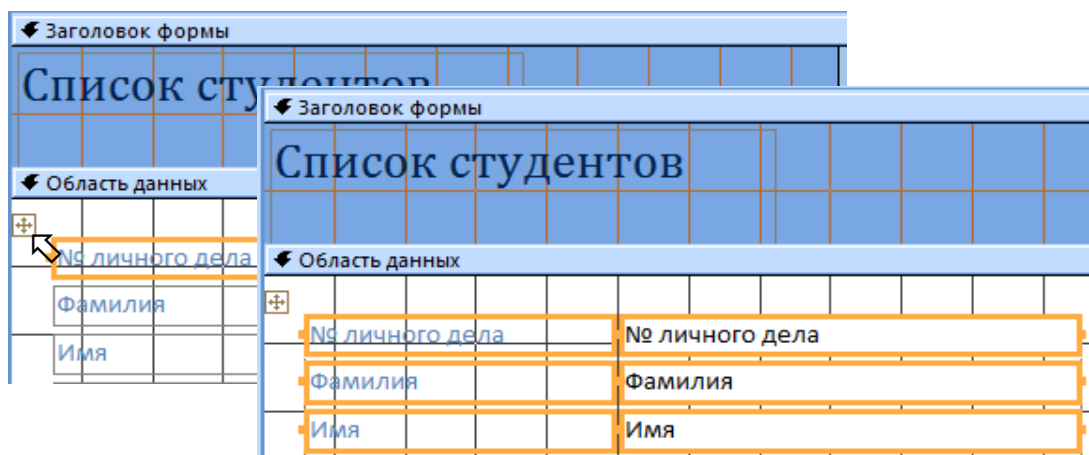 Заголовок формы
Список студентов
Область данных
№ личного дела
Фамилия
Имя
Заголовок формы
Список студентов
Область данных
№ личного дела № личного дела
Фамилия Фамилия
Имя Имя